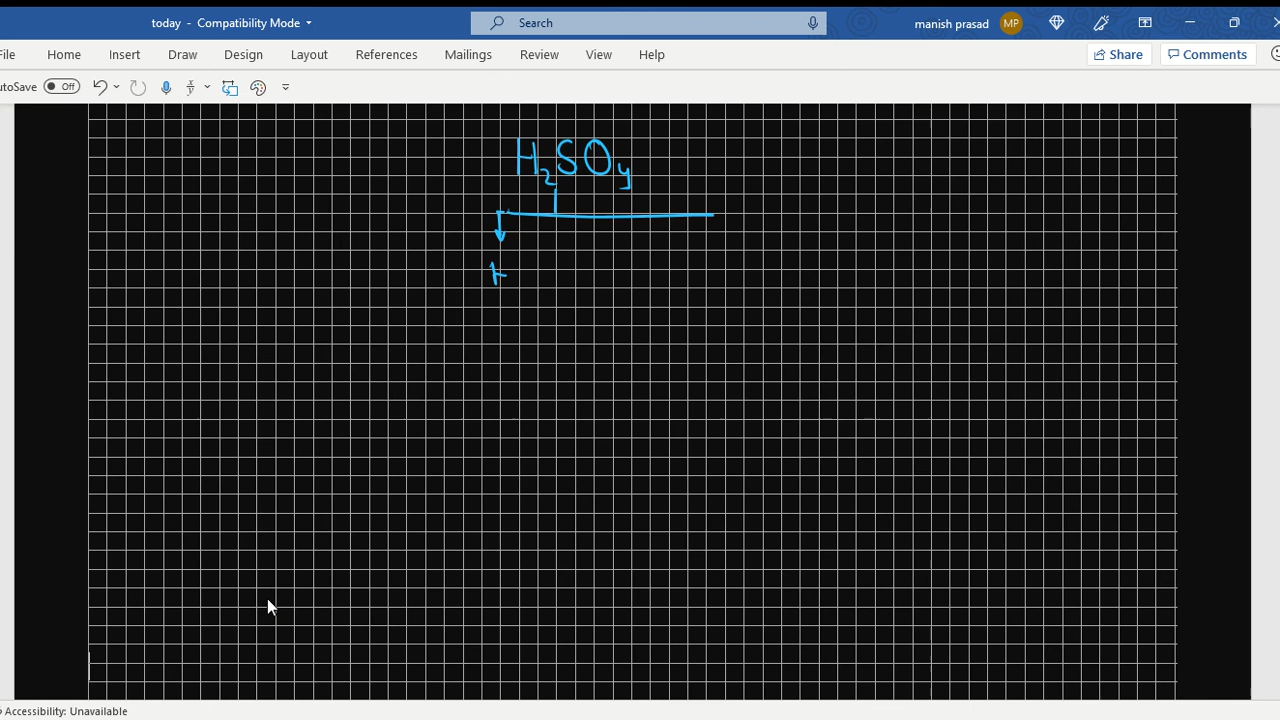 today - Compatibility Mode
Search
manish prasad
MP
File Home Insert Draw Design Layout References Mailings Review View Help
Share
Comments
utoSave Off
x/y
H₂SO₄
Accessibility: Unavailable